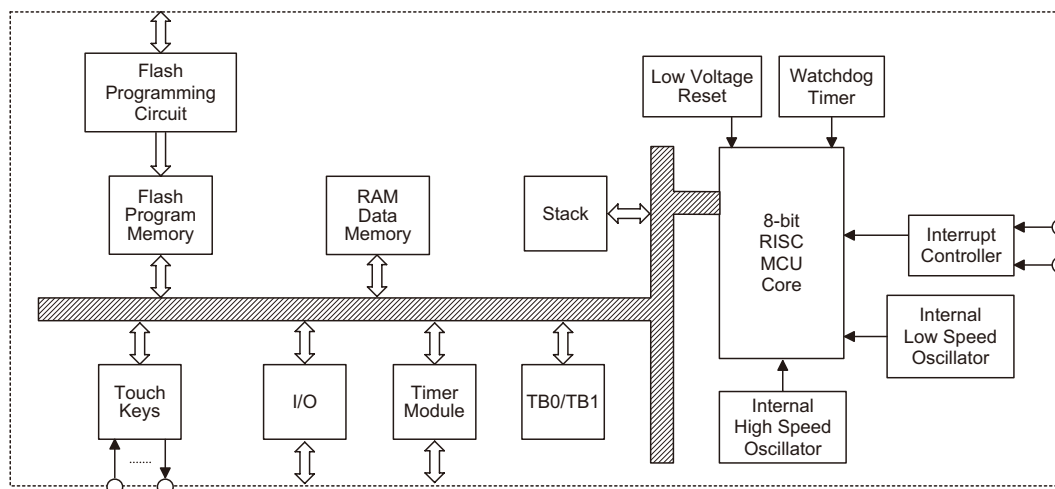 Flash
Programming
Circuit
Low Voltage
Reset
Watchdog
Timer
Flash
Program
Memory
RAM
Data
Memory
Stack
8-bit
RISC
MCU
Core
Interrupt
Controller
Internal
Low Speed
Oscillator
Touch
Keys
I/O
Timer
Module
TB0/TB1
Internal
High Speed
Oscillator
........